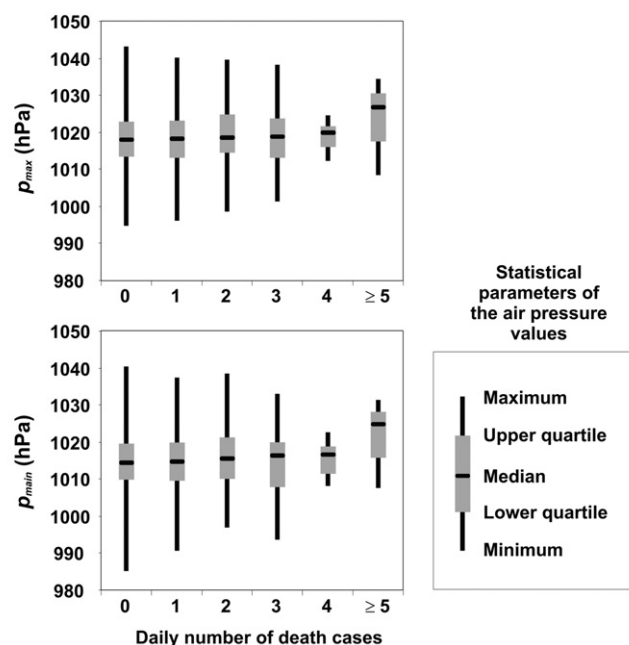 1050
1040
1030
1020
1010
1000
990
980
p_max (hPa)
0 1 2 3 4 ≥ 5
1050
1040
1030
1020
1010
1000
990
980
p_main (hPa)
0 1 2 3 4 ≥ 5
Daily number of death cases
Statistical
parameters of
the air pressure
values
Maximum
Upper quartile
Median
Lower quartile
Minimum